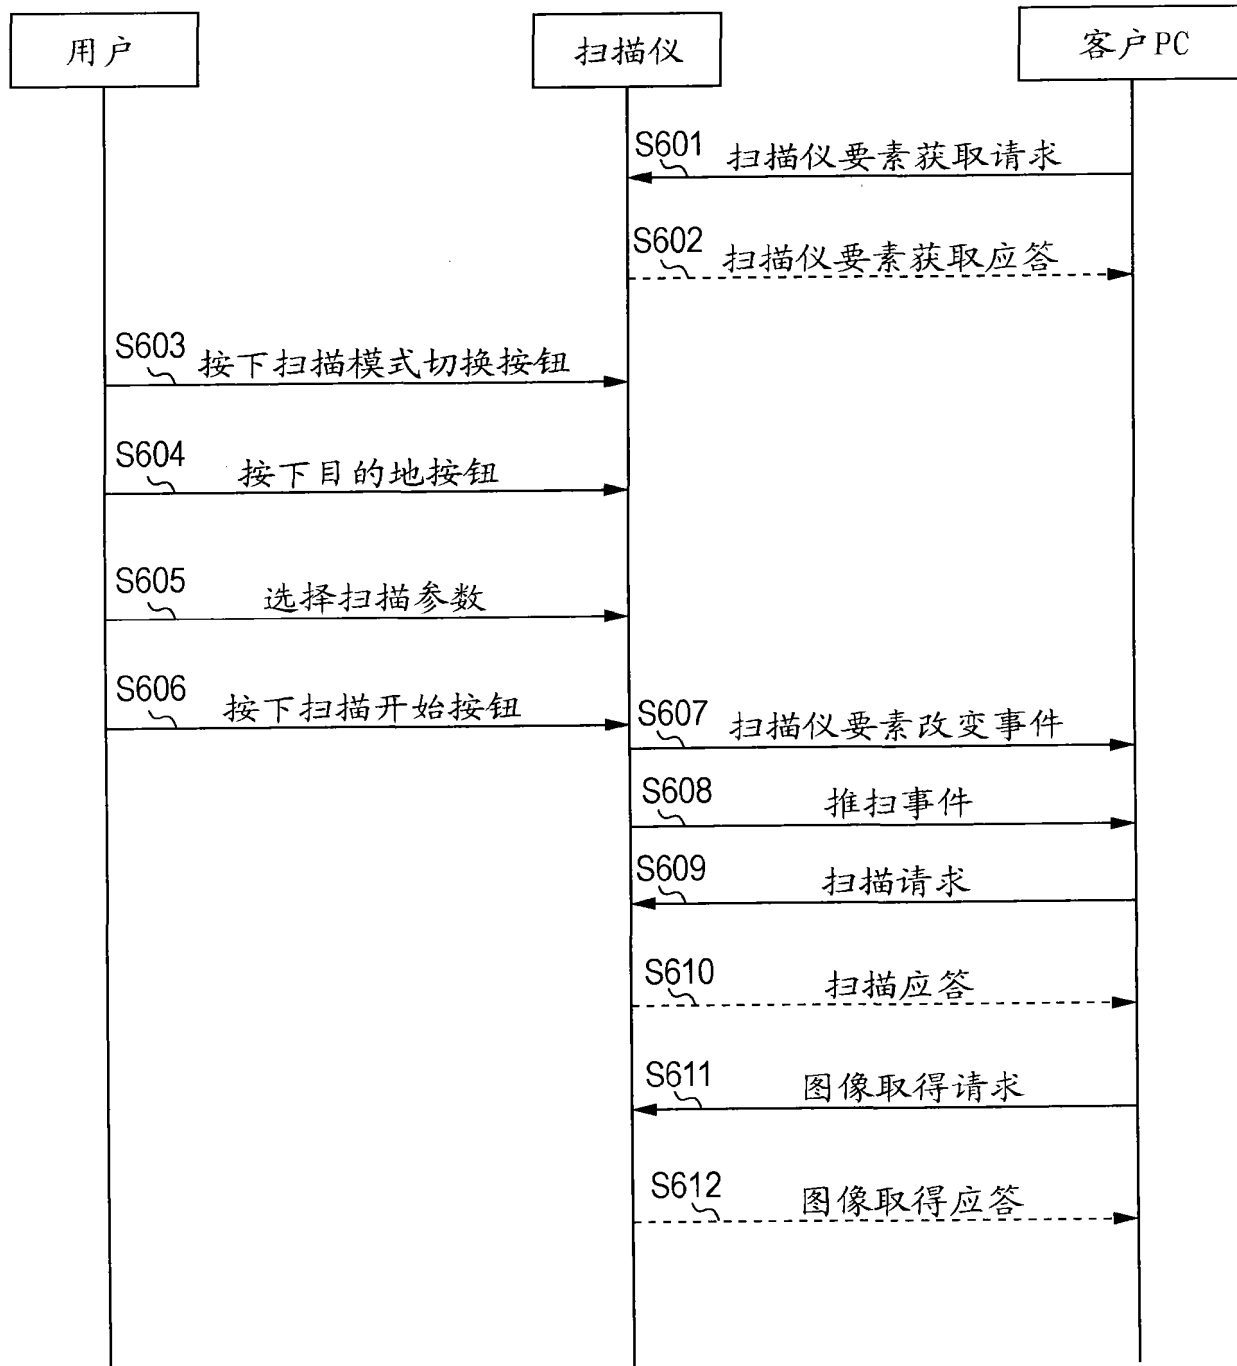 用户
扫描仪
客户PC
S601 扫描仪要素获取请求
S602 扫描仪要素获取应答
S603 按下扫描模式切换按钮
S604 按下目的地按钮
S605 选择扫描参数
S606 按下扫描开始按钮
S607 扫描仪要素改变事件
S608 推扫事件
S609 扫描请求
S610 扫描应答
S611 图像取得请求
S612 图像取得应答